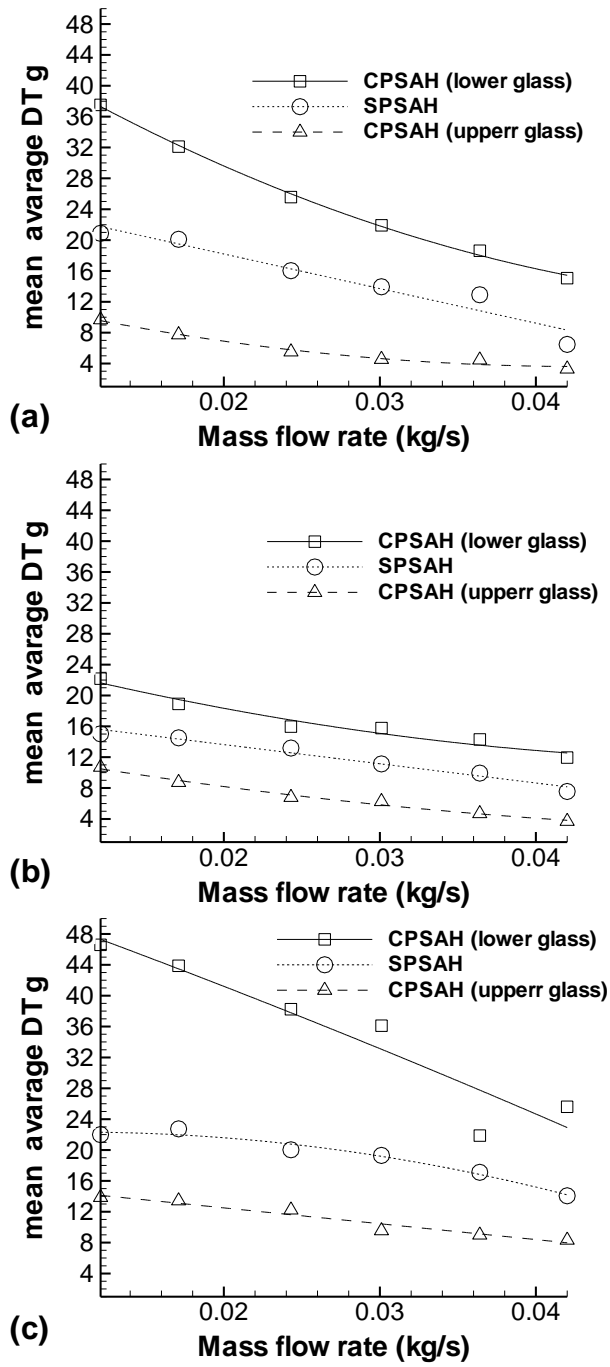 48
44
40
36
32
28
24
20
16
12
8
4
mean avarage DT g
CPSAH (lower glass)
SPSAH
CPSAH (upperr glass)
0.02
0.03
0.04
(a)
Mass flow rate (kg/s)
48
44
40
36
32
28
24
20
16
12
8
4
mean avarage DT g
CPSAH (lower glass)
SPSAH
CPSAH (upperr glass)
0.02
0.03
0.04
(b)
Mass flow rate (kg/s)
48
44
40
36
32
28
24
20
16
12
8
4
mean avarage DT g
CPSAH (lower glass)
SPSAH
CPSAH (upperr glass)
0.02
0.03
0.04
(c)
Mass flow rate (kg/s)